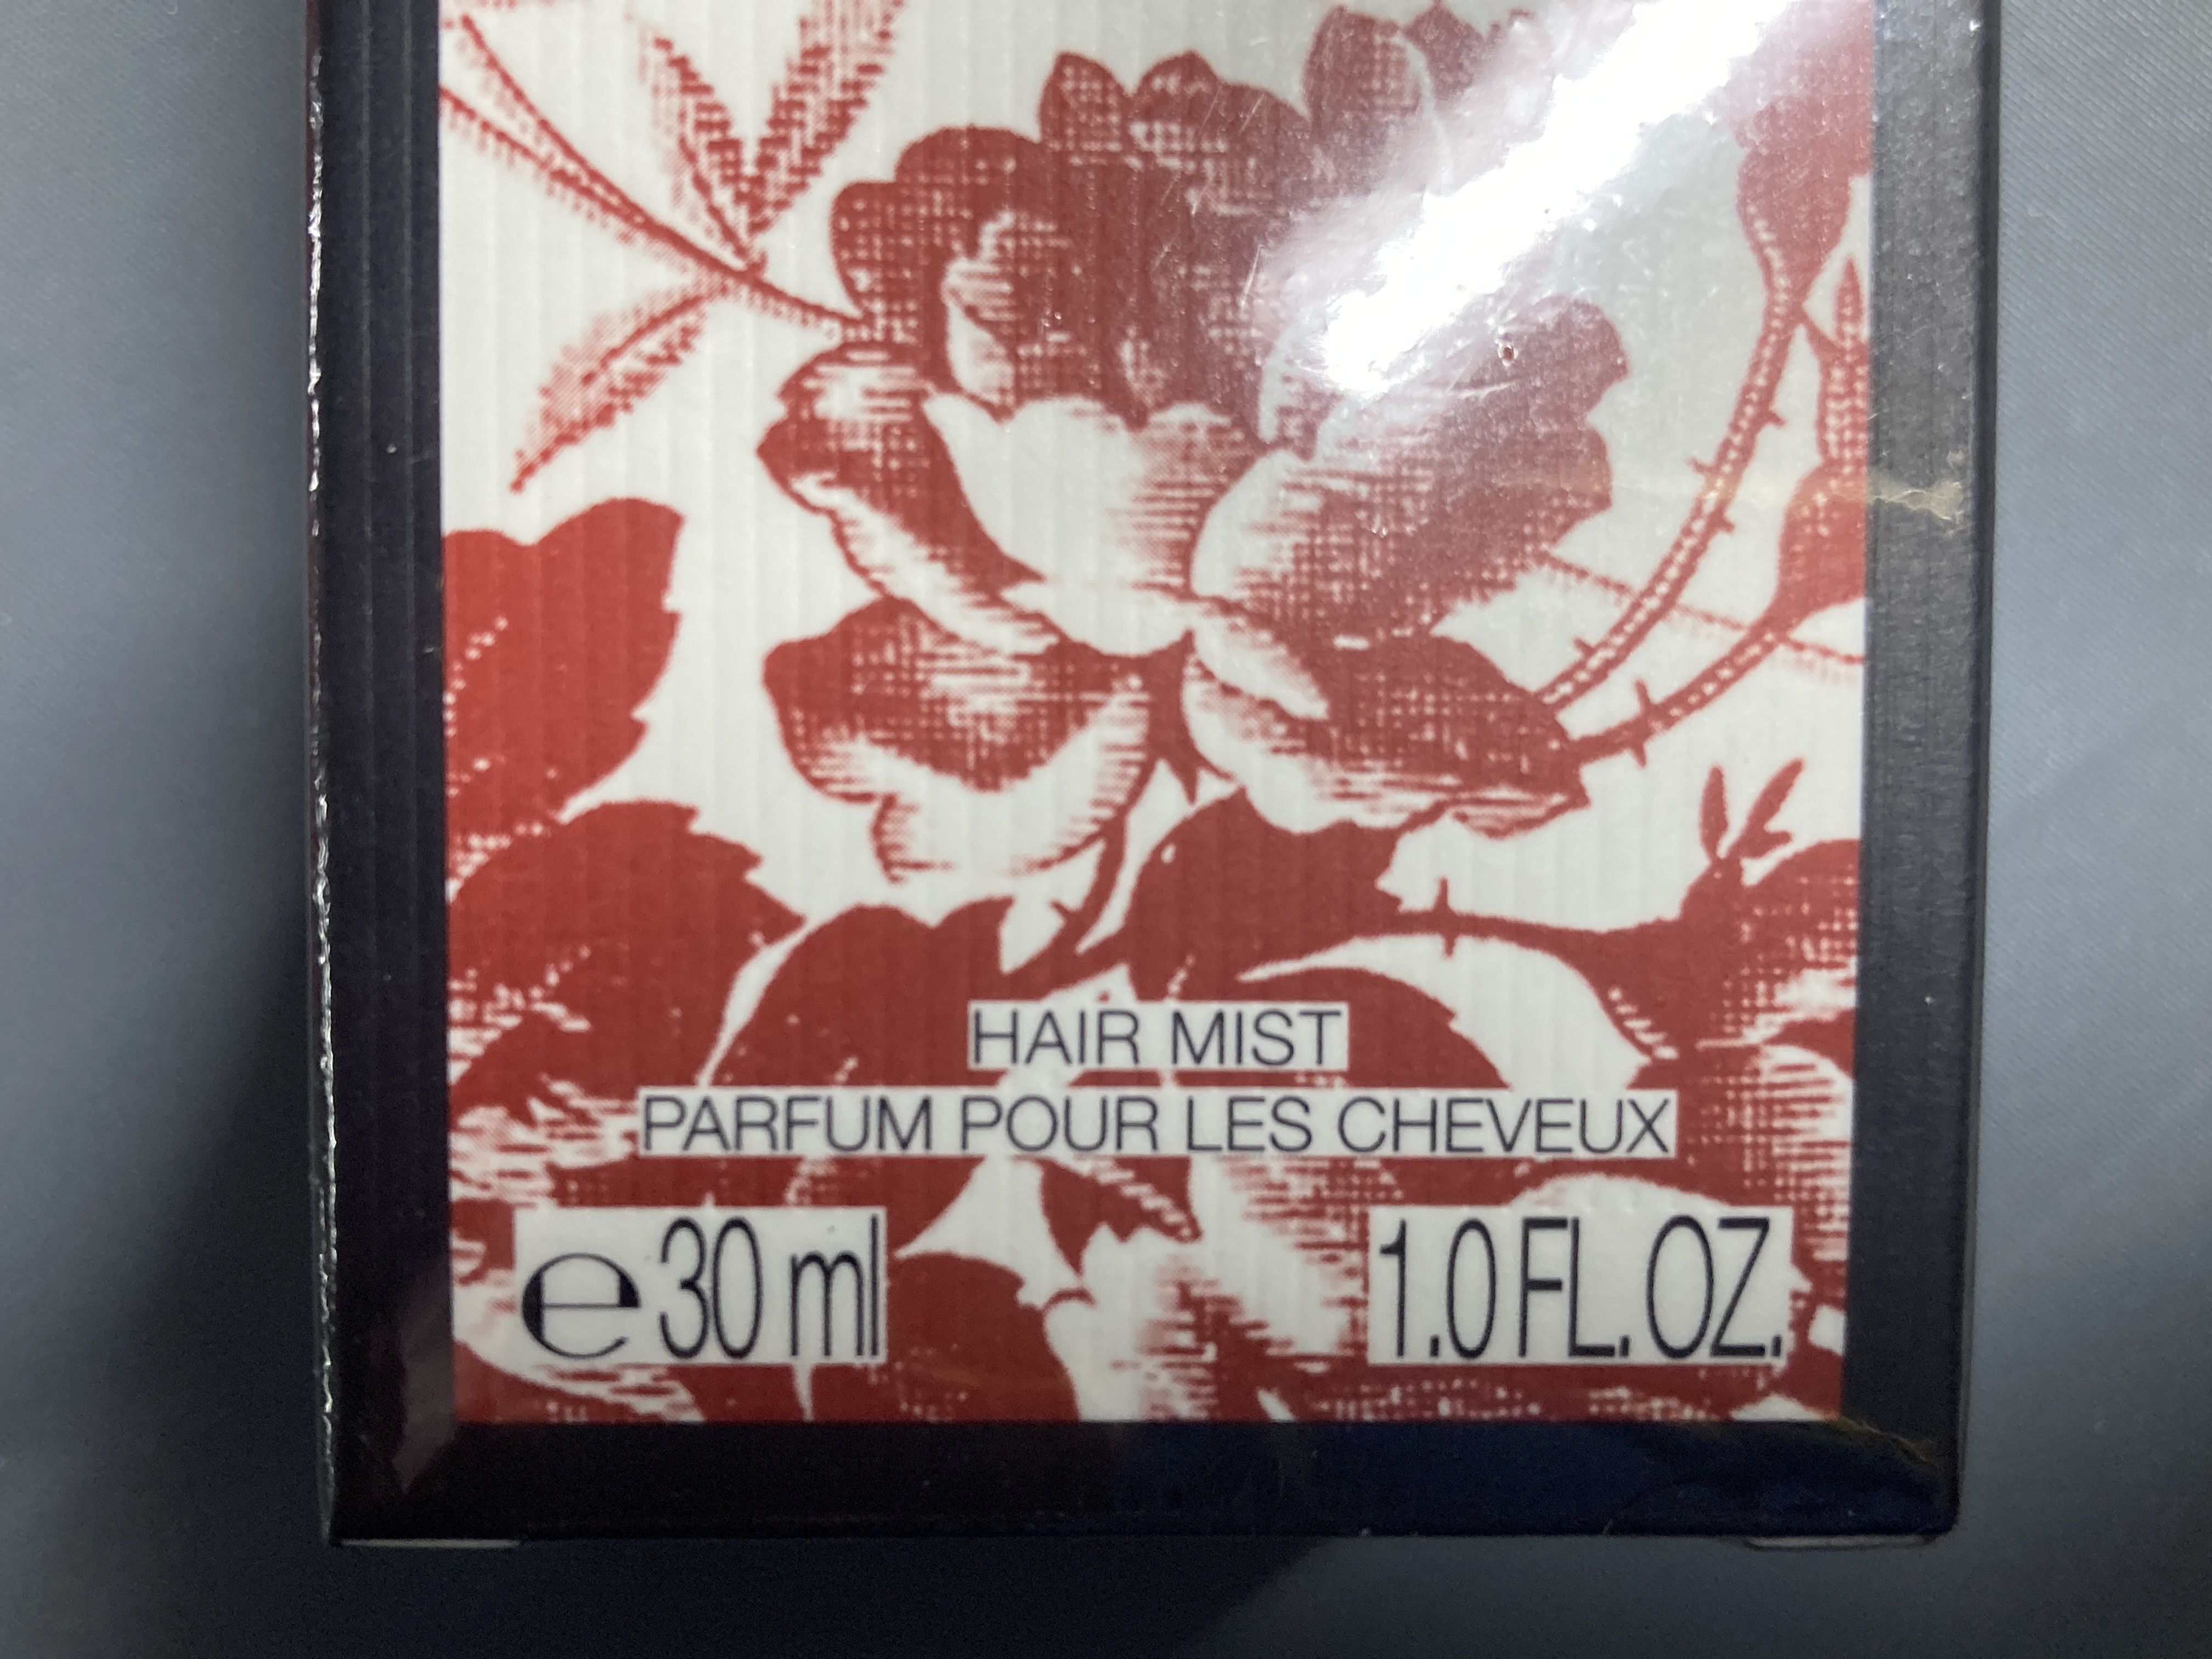 HAIR MIST
PARFUM POUR LES CHEVEUX
℮ 30 ml 1.0 FL. OZ.